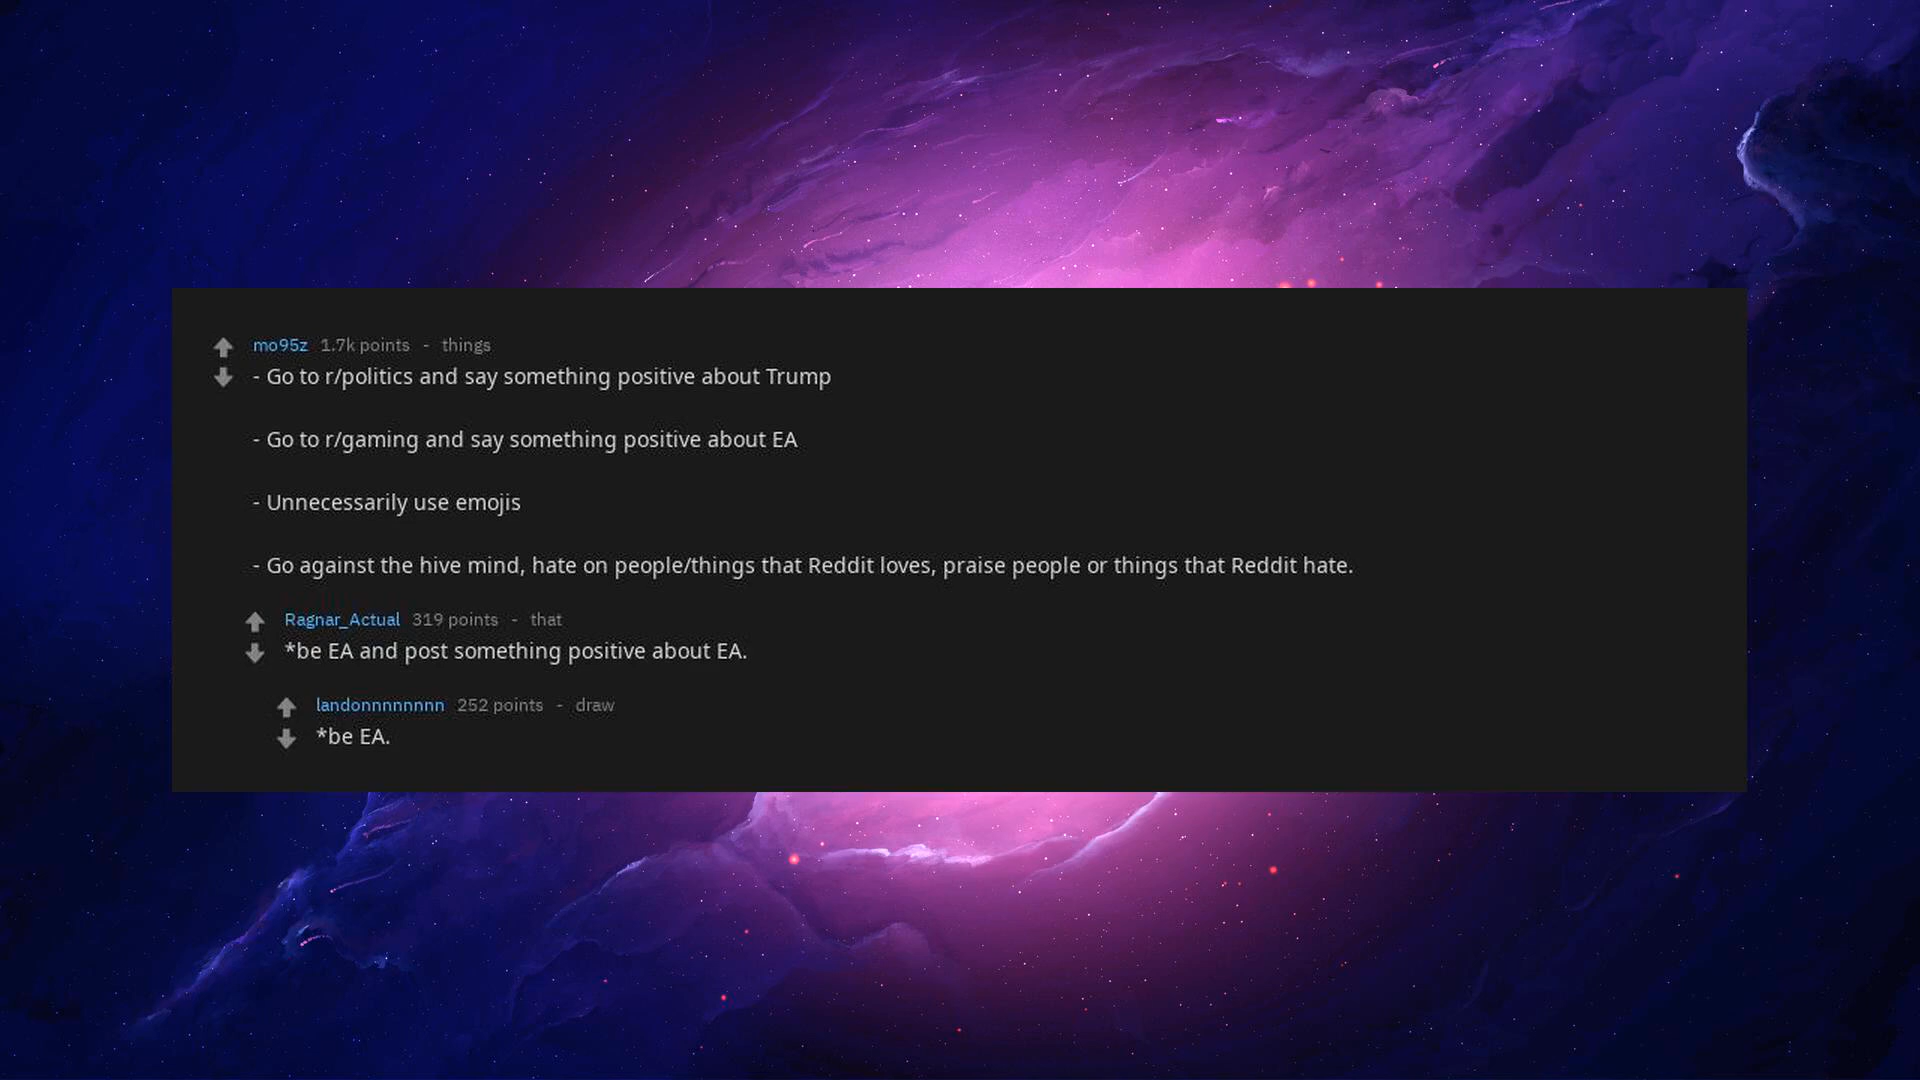 mo95z 1.7k points - things
- Go to r/politics and say something positive about Trump
- Go to r/gaming and say something positive about EA
- Unnecessarily use emojis
- Go against the hive mind, hate on people/things that Reddit loves, praise people or things that Reddit hate.
Ragnar_Actual 319 points - that
*be EA and post something positive about EA.
landonnnnnnnn 252 points - draw
*be EA.